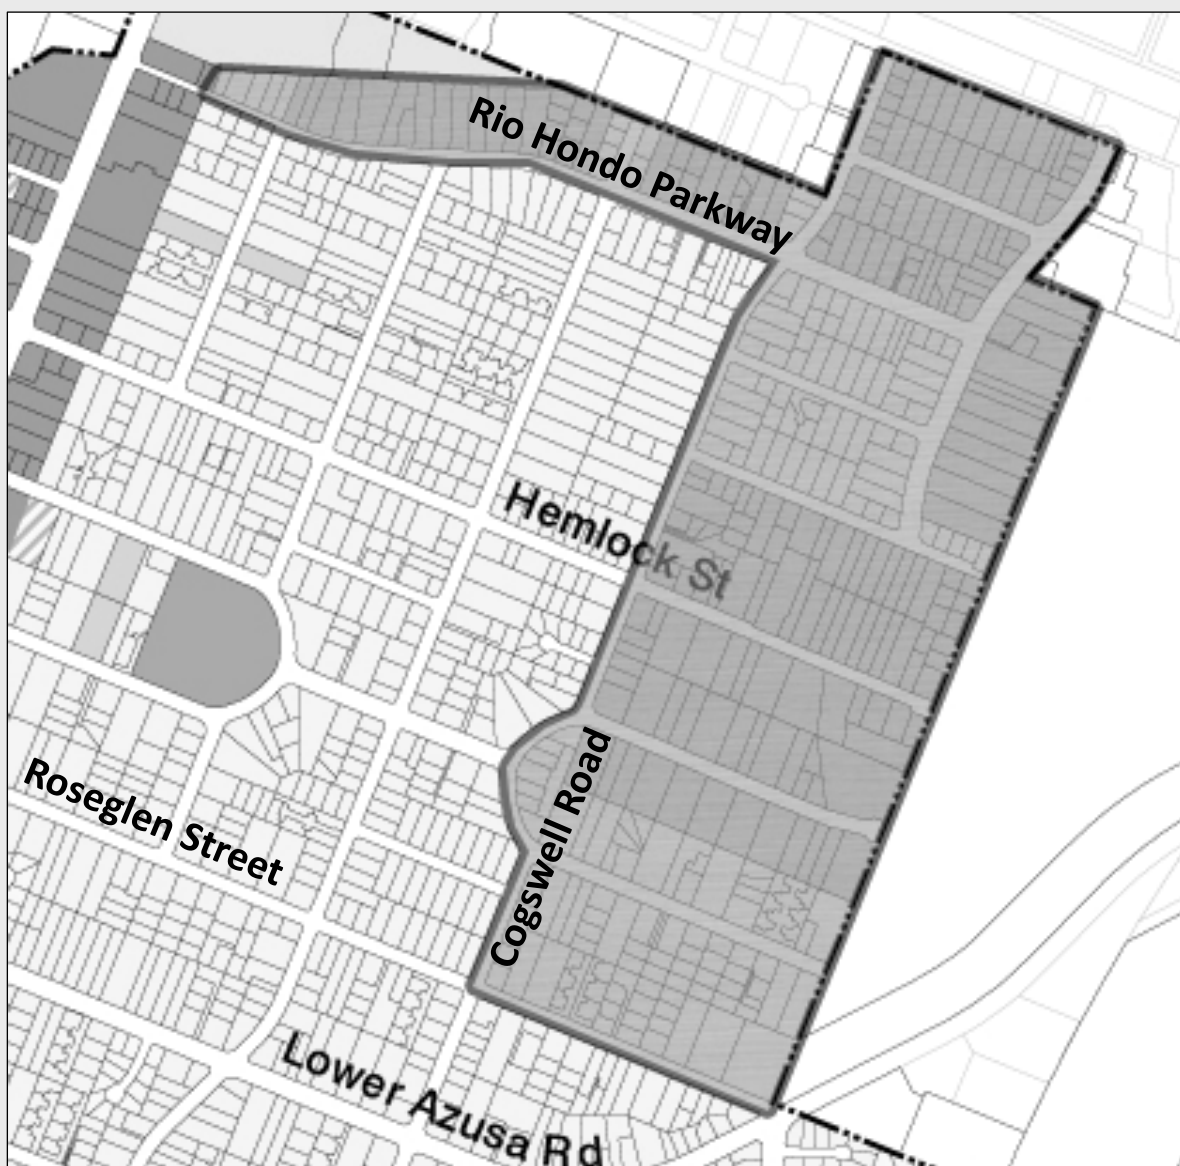 Rio Hondo Parkway
Hemlock St
Cogswell Road
Roseglen Street
Lower Azusa Rd